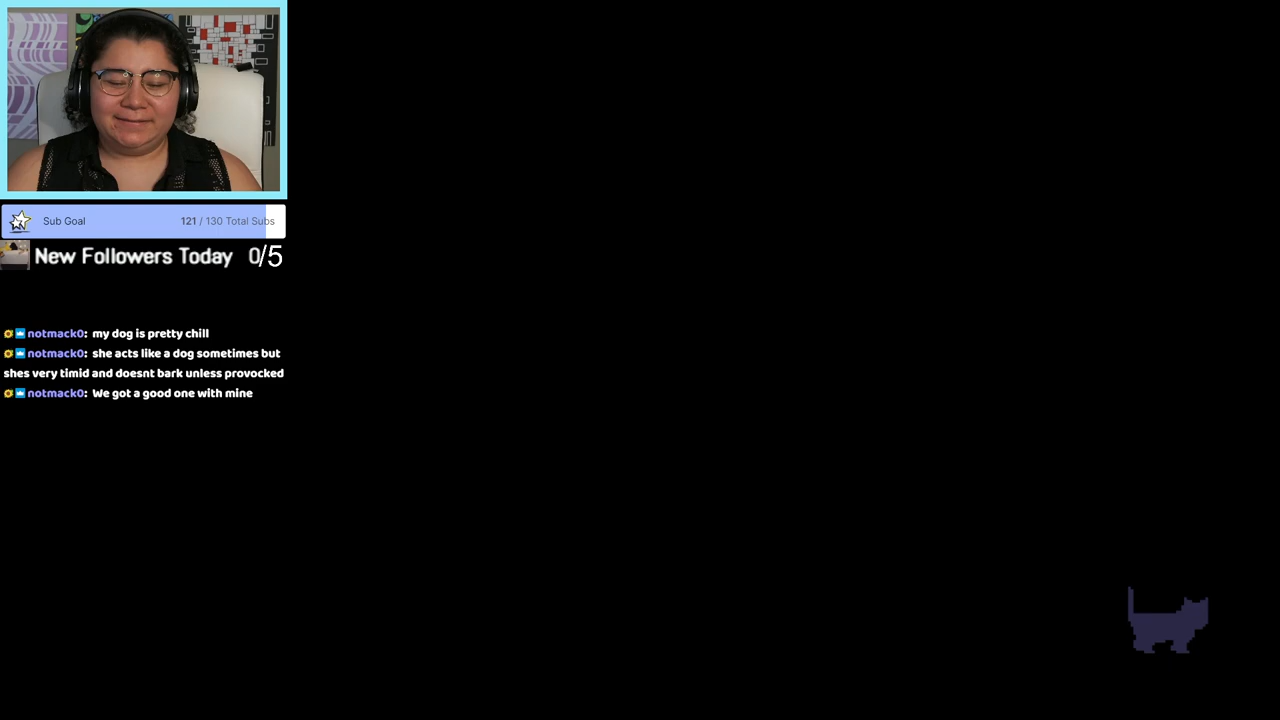 Sub Goal 121 / 130 Total Subs
New Followers Today 0/5
notmack0: my dog is pretty chill
notmack0: she acts like a dog sometimes but
shes very timid and doesnt bark unless provocked
notmack0: We got a good one with mine